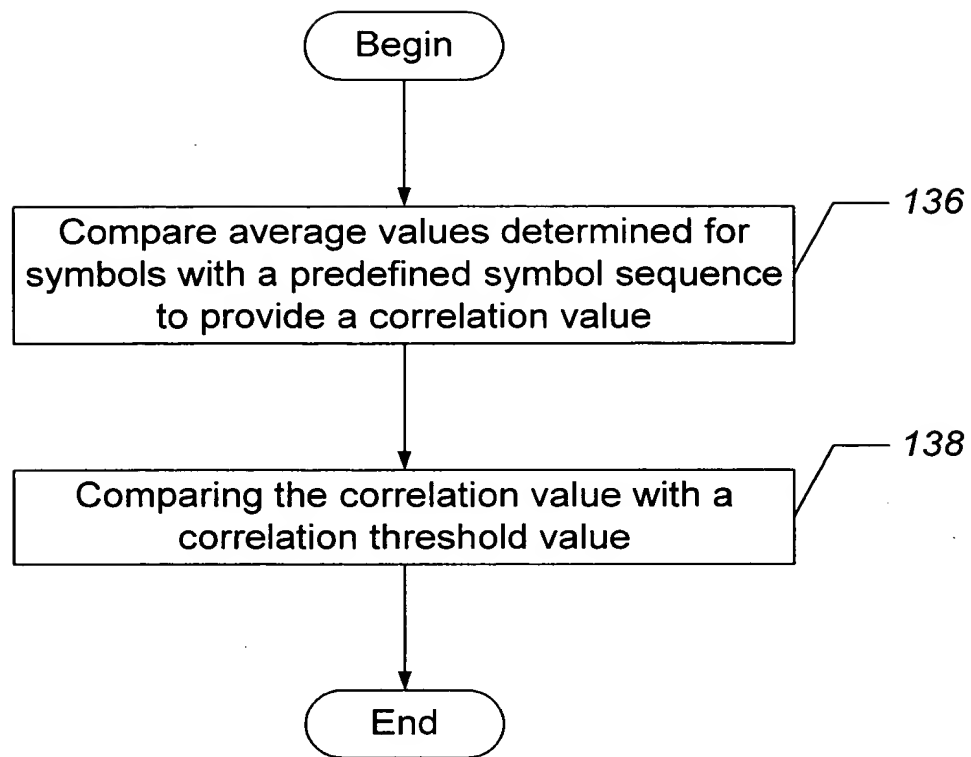 Begin
136
Compare average values determined for
symbols with a predefined symbol sequence
to provide a correlation value
138
Comparing the correlation value with a
correlation threshold value
End